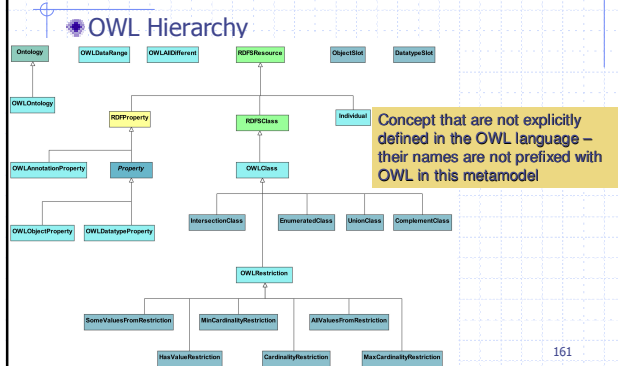 OWL Hierarchy
Ontology
OWLDataRange
OWLAllDifferent
RDFSResource
ObjectSlot
DatatypeSlot
OWLOntology
RDFProperty
RDFSClass
Individual
Concept that are not explicitly
defined in the OWL language –
their names are not prefixed with
OWL in this metamodel
OWLAnnotationProperty
Property
OWLClass
IntersectionClass
EnumeratedClass
UnionClass
ComplementClass
OWLObjectProperty
OWLDatatypeProperty
OWLRestriction
SomeValuesFromRestriction
MinCardinalityRestriction
AllValuesFromRestriction
HasValueRestriction
CardinalityRestriction
MaxCardinalityRestriction
161